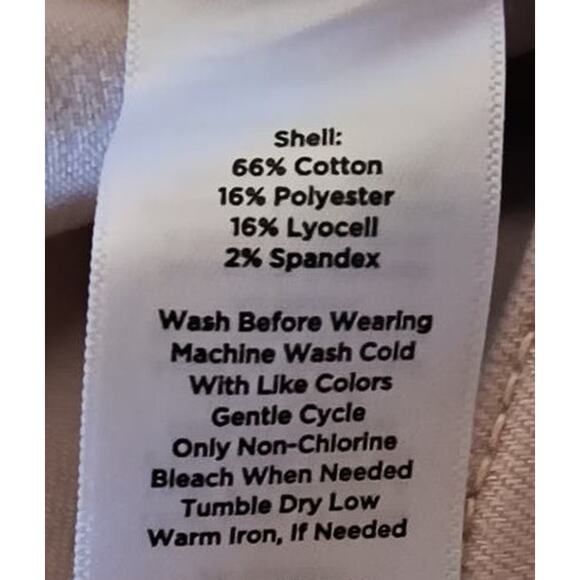 Shell:
66% Cotton
16% Polyester
16% Lyocell
2% Spandex
Wash Before Wearing
Machine Wash Cold
With Like Colors
Gentle Cycle
Only Non-Chlorine
Bleach When Needed
Tumble Dry Low
Warm Iron, If Needed